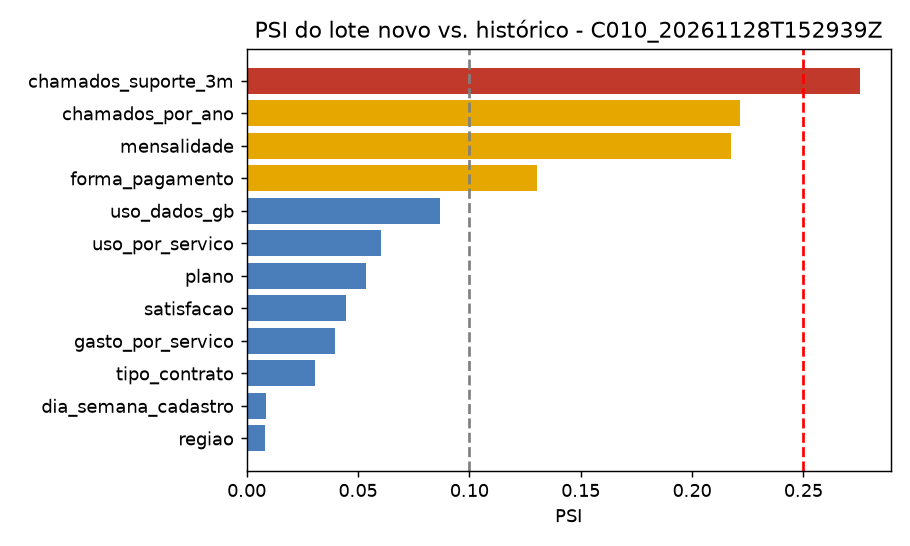 PSI do lote novo vs. histórico - C010_20261128T152939Z
chamados_suporte_3m
chamados_por_ano
mensalidade
forma_pagamento
uso_dados_gb
uso_por_servico
plano
satisfacao
gasto_por_servico
tipo_contrato
dia_semana_cadastro
regiao
0.00 0.05 0.10 0.15 0.20 0.25
PSI